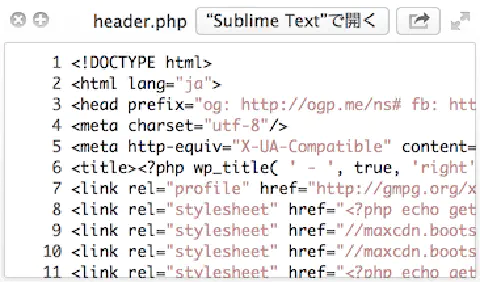 header.php "Sublime Text"で開く
1 <!DOCTYPE html>
2 <html lang="ja">
3 <head prefix="og: http://ogp.me/ns# fb: htt
4 <meta charset="utf-8"/>
5 <meta http-equiv="X-UA-Compatible" content=
6 <title><?php wp_title( ' - ', true, 'right'
7 <link rel="profile" href="http://gmpg.org/x
8 <link rel="stylesheet" href="<?php echo get
9 <link rel="stylesheet" href="//maxcdn.boots
10 <link rel="stylesheet" href="//maxcdn.boots
11 <link rel="stylesheet" href="<?php echo get